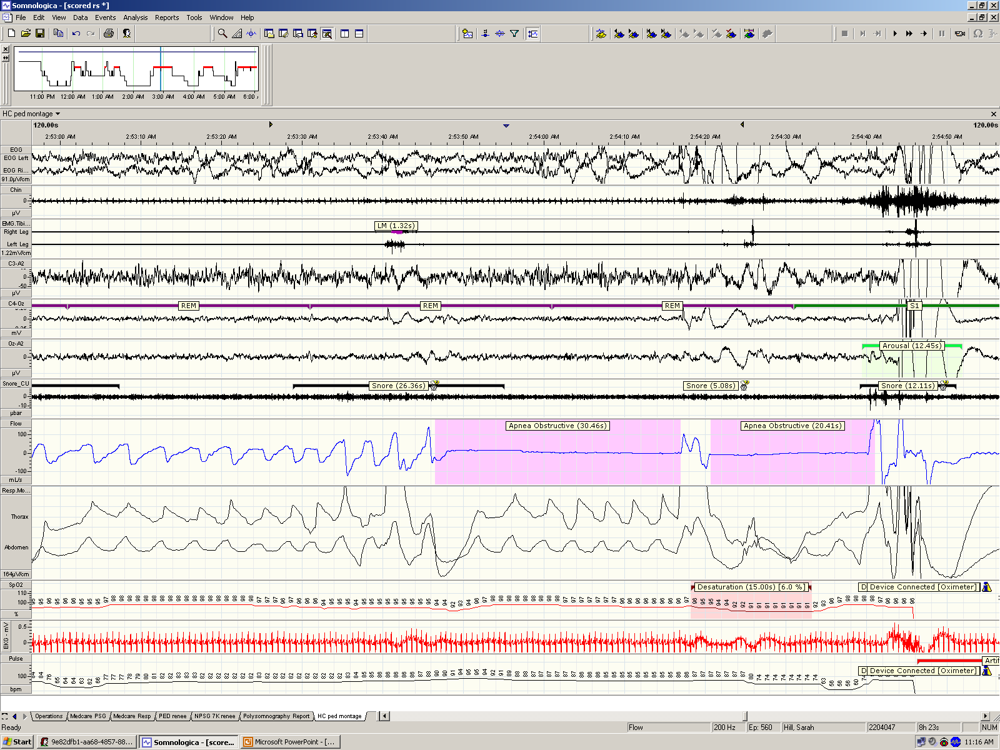 Somnologica - [scored rs *]
File Edit View Data Events Analysis Reports Tools Window Help
11:00 PM 12:00 AM 1:00 AM 2:00 AM 3:00 AM 4:00 AM 5:00 AM 6:00
HC ped montage
120.00s 120.00s
2:53:00 AM 2:53:10 AM 2:53:20 AM 2:53:30 AM 2:53:40 AM 2:53:50 AM 2:54:00 AM 2:54:10 AM 2:54:20 AM 2:54:30 AM 2:54:40 AM 2:54:50 AM
EOG
EOG Left
EOG Ri...
91.0µV/cm
Chin
0
µV
EMG.Tibi...
LM (1.32s)
Right Leg
Left Leg
1.22mV/cm
C3-A2
0
-50
µV
C4-Oz
REM REM REM S1
0
mV
Oz-A2
Arousal (12.45s)
0
µV
Snore_CU
Snore (26.36s) Snore (5.08s) Snore (12.11s)
0
-10
µbar
Flow
Apnea Obstructive (30.46s) Apnea Obstructive (20.41s)
100
0
-100
mL/s
Resp.Mo...
Thorax
Abdomen
164µV/cm
SpO2
Desaturation (15.00s) [6.0 %] D Device Connected [Oximeter]
110
100
%
EKG - mV
0.5
0
Pulse
Artif
D Device Connected [Oximeter]
100
bpm
Operations Medcare PSG Medcare Resp PED renee NPSG 7K renee Polysomnography Report HC ped montage
Ready Flow 200 Hz Ep: 560 Hill, Sarah 2204047 8h 23s NUM
Start 9e82dfb1-aa68-4857-88... Somnologica - [score... Microsoft PowerPoint - [... 11:16 AM